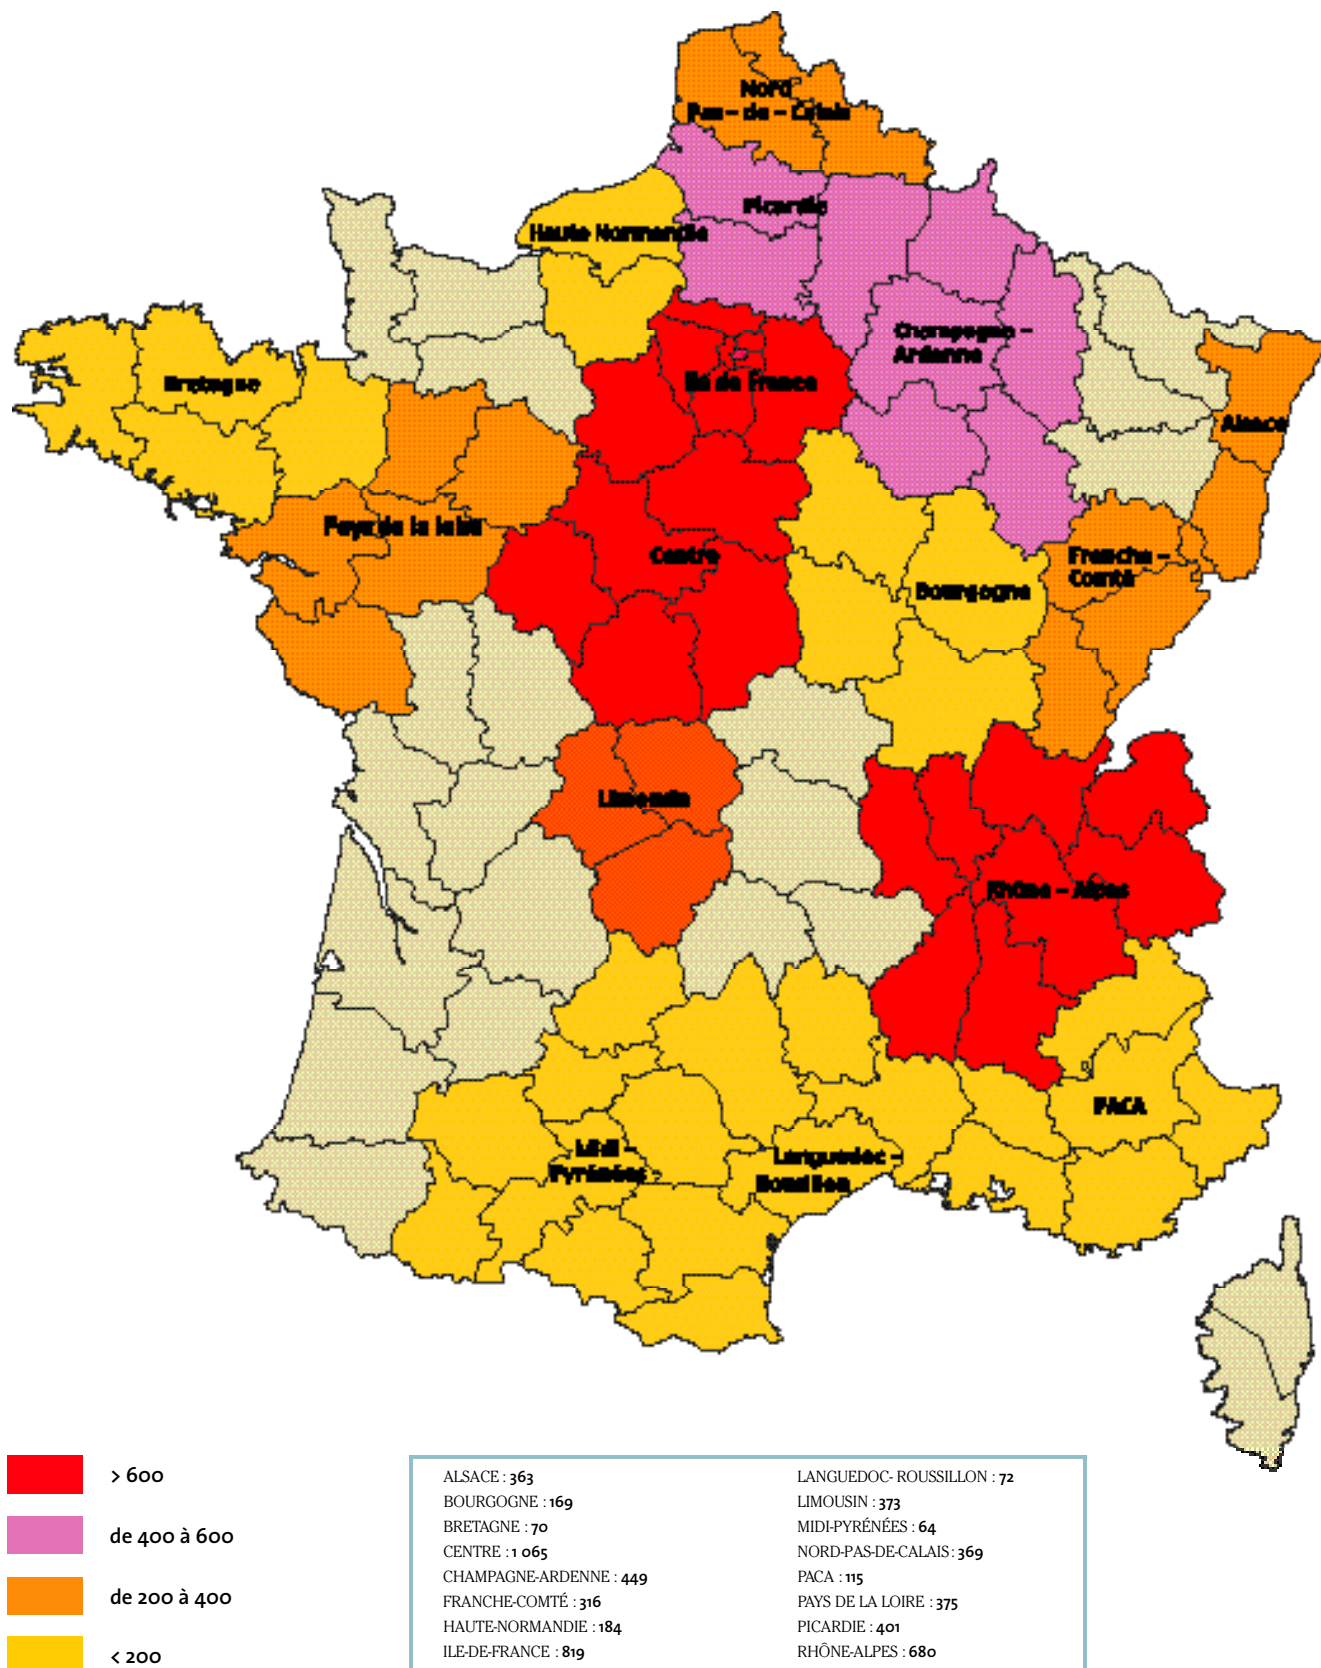 Nord
Pas - de - Calais
Picardie
Haute Normandie
Champagne -
Ardenne
Ile de France
Bretagne
Alsace
Pays de la loire
Centre
Franche -
Comté
Bourgogne
Limousin
Rhône - Alpes
PACA
Midi -
Pyrénées
Languedoc -
> 600
de 400 à 600
de 200 à 400
< 200
ALSACE : 363
BOURGOGNE : 169
BRETAGNE : 70
CENTRE : 1 065
CHAMPAGNE-ARDENNE : 449
FRANCHE-COMTÉ : 316
HAUTE-NORMANDIE : 184
ILE-DE-FRANCE : 819
LANGUEDOC- ROUSSILLON : 72
LIMOUSIN : 373
MIDI-PYRÉNÉES : 64
NORD-PAS-DE-CALAIS : 369
PACA : 115
PAYS DE LA LOIRE : 375
PICARDIE : 401
RHÔNE-ALPES : 680